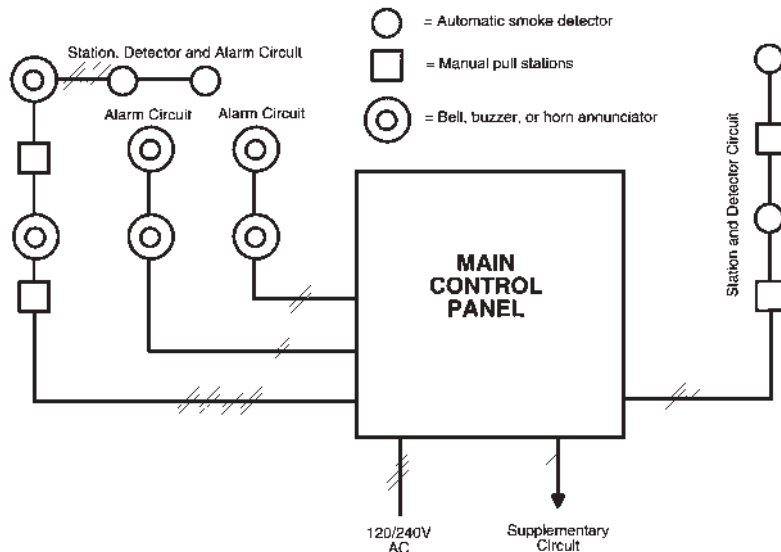 = Automatic smoke detector
Station, Detector and Alarm Circuit
= Manual pull stations
Alarm Circuit
Alarm Circuit
= Bell, buzzer, or horn annunciator
Station and Detector Circuit
MAIN
CONTROL
PANEL
120/240V
AC
Supplementary
Circuit